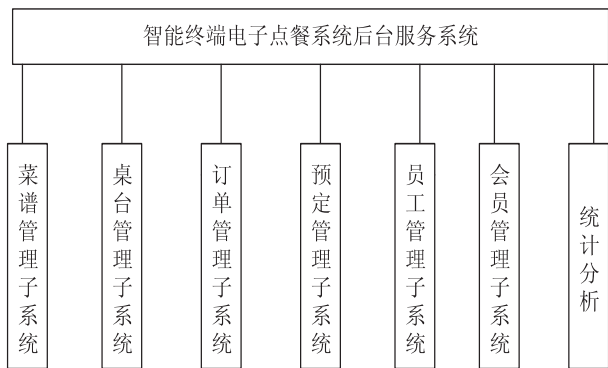 智能终端电子点餐系统后台服务系统
菜谱管理子系统
桌台管理子系统
订单管理子系统
预定管理子系统
员工管理子系统
会员管理子系统
统计分析